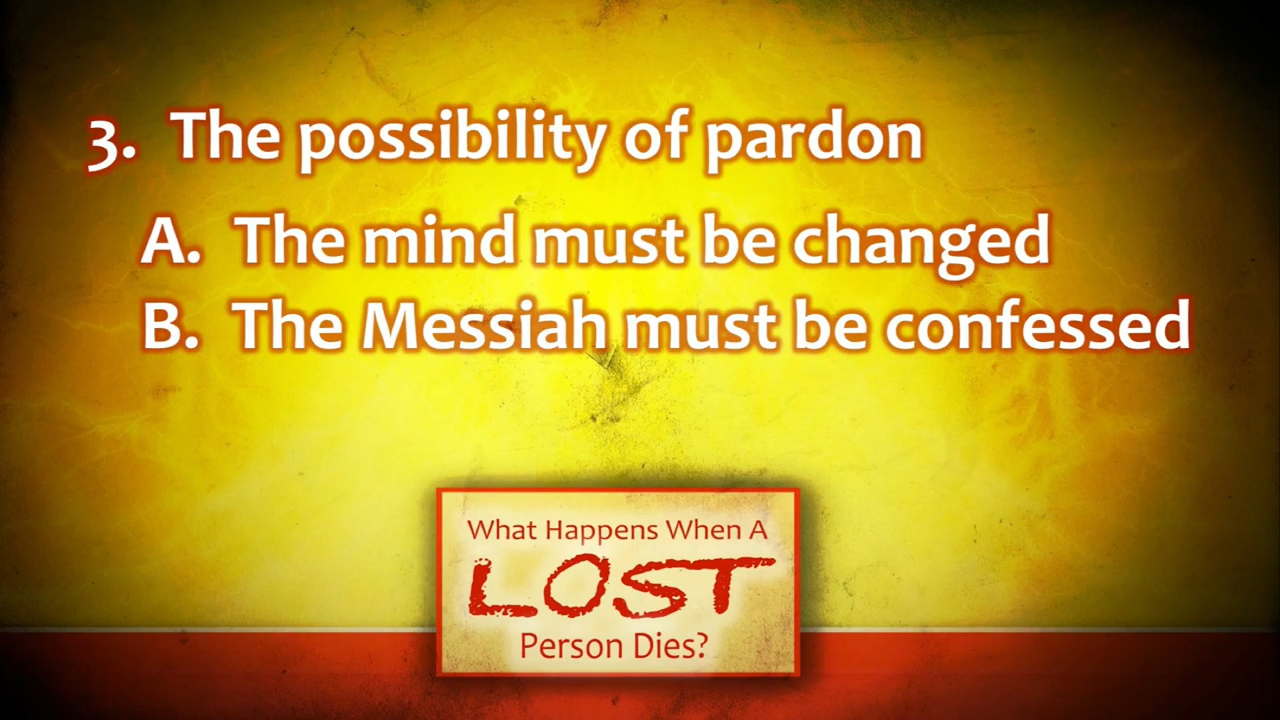 3. The possibility of pardon
A. The mind must be changed
B. The Messiah must be confessed
What Happens When A
LOST
Person Dies?